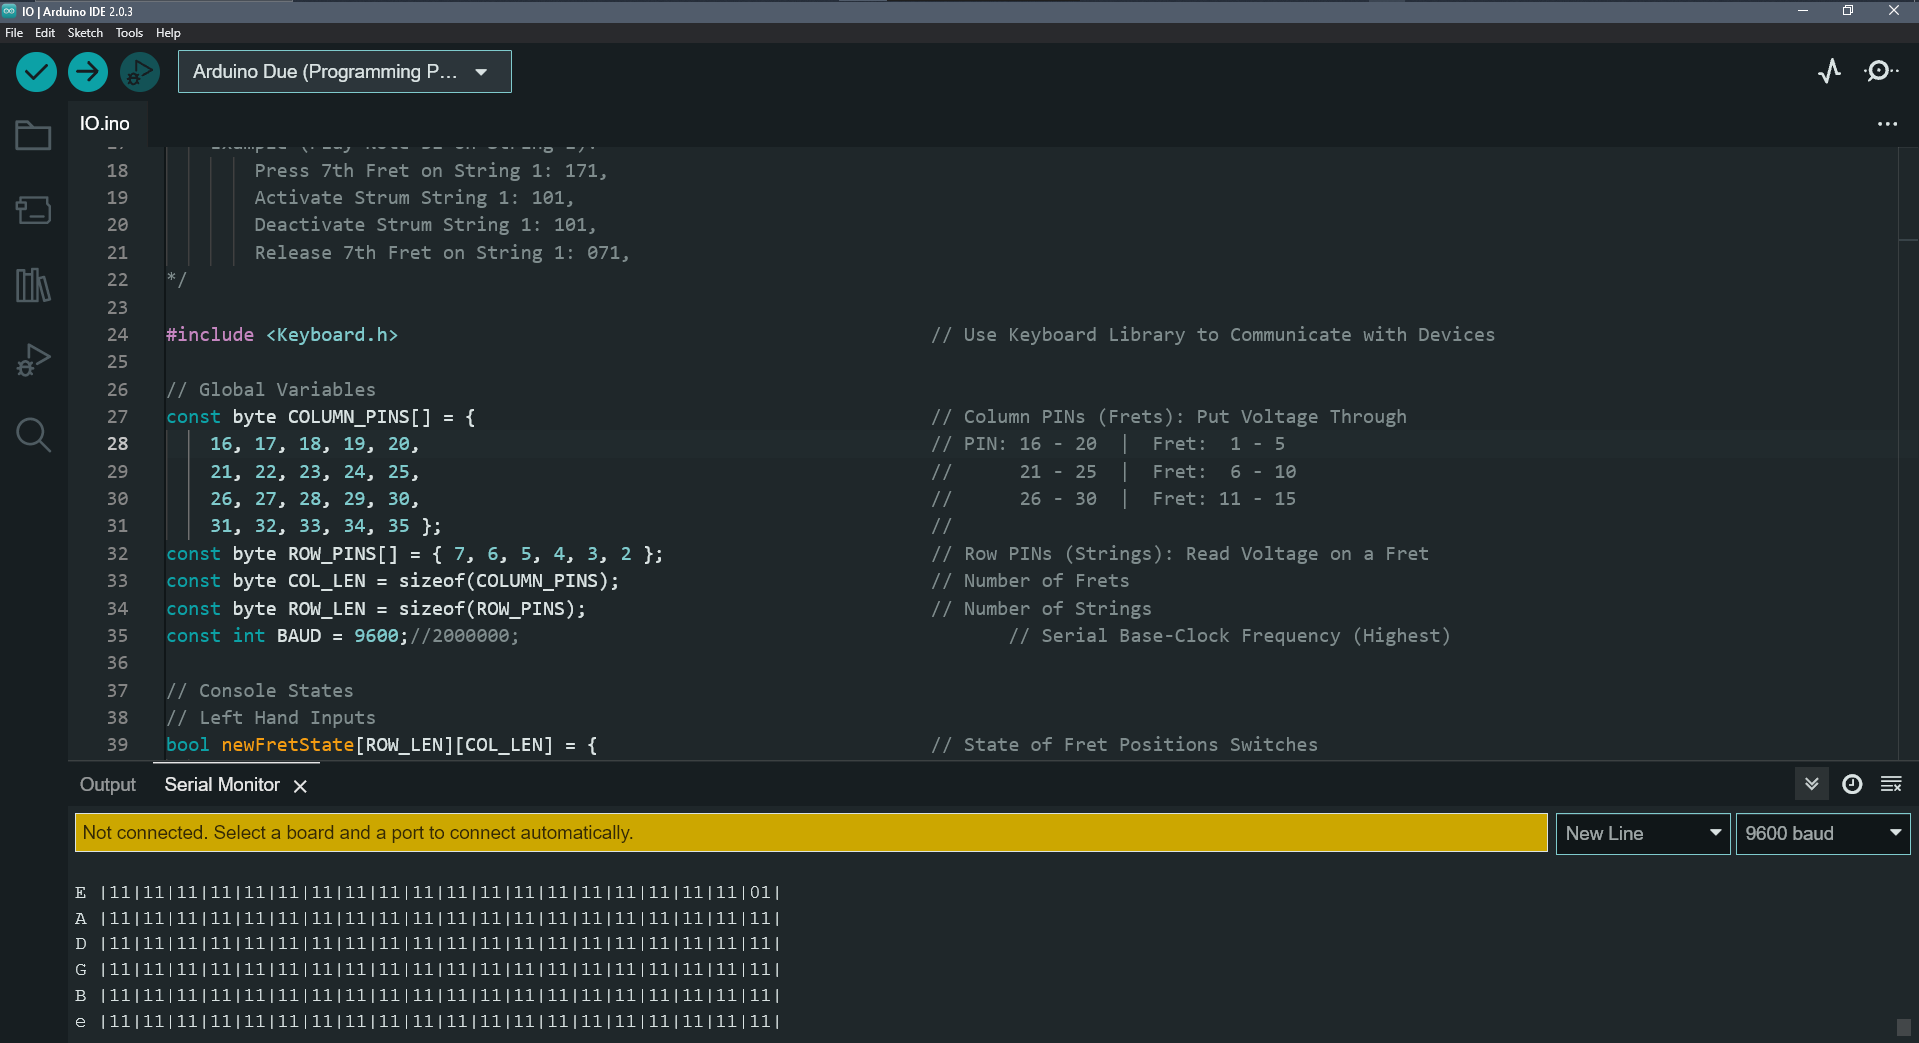 IO | Arduino IDE 2.0.3
File Edit Sketch Tools Help
Arduino Due (Programming P...
IO.ino
18 Press 7th Fret on String 1: 171,
19 Activate Strum String 1: 101,
20 Deactivate Strum String 1: 101,
21 Release 7th Fret on String 1: 071,
22 */
23
24 #include <Keyboard.h> // Use Keyboard Library to Communicate with Devices
25
26 // Global Variables
27 const byte COLUMN_PINS[] = { // Column PINs (Frets): Put Voltage Through
28 16, 17, 18, 19, 20, // PIN: 16 - 20 | Fret: 1 - 5
29 21, 22, 23, 24, 25, // 21 - 25 | Fret: 6 - 10
30 26, 27, 28, 29, 30, // 26 - 30 | Fret: 11 - 15
31 31, 32, 33, 34, 35 }; //
32 const byte ROW_PINS[] = { 7, 6, 5, 4, 3, 2 }; // Row PINs (Strings): Read Voltage on a Fret
33 const byte COL_LEN = sizeof(COLUMN_PINS); // Number of Frets
34 const byte ROW_LEN = sizeof(ROW_PINS); // Number of Strings
35 const int BAUD = 9600;//2000000; // Serial Base-Clock Frequency (Highest)
36
37 // Console States
38 // Left Hand Inputs
39 bool newFretState[ROW_LEN][COL_LEN] = { // State of Fret Positions Switches
Output Serial Monitor
Not connected. Select a board and a port to connect automatically. New Line 9600 baud
E |11|11|11|11|11|11|11|11|11|11|11|11|11|11|11|11|11|11|11|01|
A |11|11|11|11|11|11|11|11|11|11|11|11|11|11|11|11|11|11|11|11|
D |11|11|11|11|11|11|11|11|11|11|11|11|11|11|11|11|11|11|11|11|
G |11|11|11|11|11|11|11|11|11|11|11|11|11|11|11|11|11|11|11|11|
B |11|11|11|11|11|11|11|11|11|11|11|11|11|11|11|11|11|11|11|11|
e |11|11|11|11|11|11|11|11|11|11|11|11|11|11|11|11|11|11|11|11|